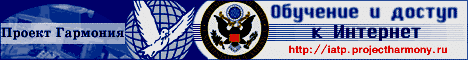 Проект Гармония
Обучение и доступ
к Интернет
http://iatp.projectharmony.ru